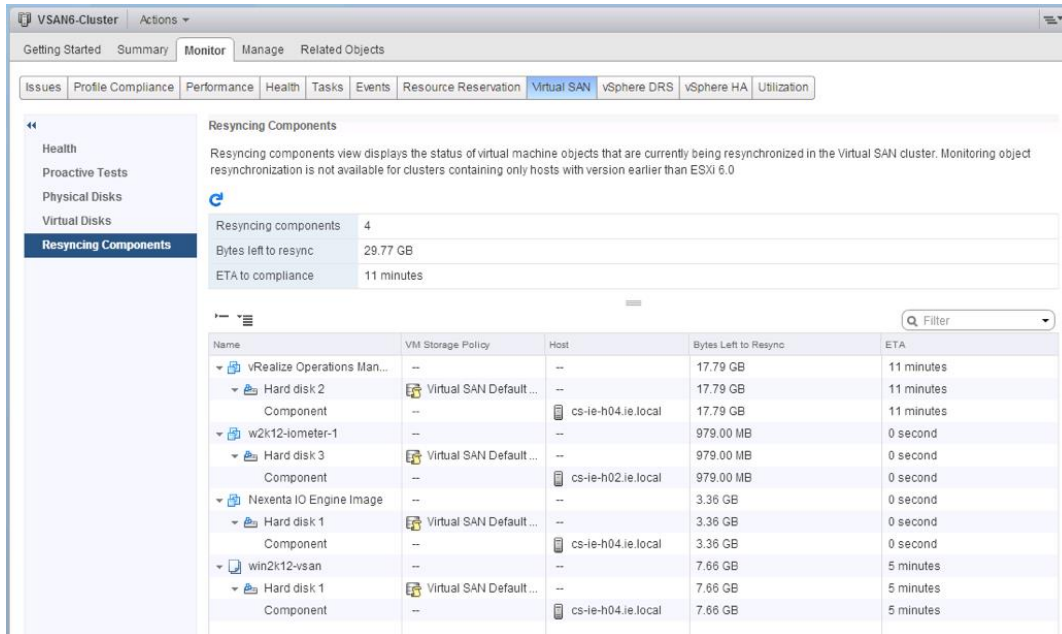 VSAN6-Cluster Actions
Getting Started Summary Monitor Manage Related Objects
Issues Profile Compliance Performance Health Tasks Events Resource Reservation Virtual SAN vSphere DRS vSphere HA Utilization
Health
Proactive Tests
Physical Disks
Virtual Disks
Resyncing Components
Resyncing Components
Resyncing components view displays the status of virtual machine objects that are currently being resynchronized in the Virtual SAN cluster. Monitoring object
resynchronization is not available for clusters containing only hosts with version earlier than ESXi 6.0
Resyncing components 4
Bytes left to resync 29.77 GB
ETA to compliance 11 minutes
Filter
Name VM Storage Policy Host Bytes Left to Resync ETA
vRealize Operations Man... -- -- 17.79 GB 11 minutes
Hard disk 2 Virtual SAN Default ... -- 17.79 GB 11 minutes
Component -- cs-ie-h04.ie.local 17.79 GB 11 minutes
w2k12-iometer-1 -- -- 979.00 MB 0 second
Hard disk 3 Virtual SAN Default ... -- 979.00 MB 0 second
Component -- cs-ie-h02.ie.local 979.00 MB 0 second
Nexenta IO Engine Image -- -- 3.36 GB 0 second
Hard disk 1 Virtual SAN Default ... -- 3.36 GB 0 second
Component -- cs-ie-h04.ie.local 3.36 GB 0 second
win2k12-vsan -- -- 7.66 GB 5 minutes
Hard disk 1 Virtual SAN Default ... -- 7.66 GB 5 minutes
Component -- cs-ie-h04.ie.local 7.66 GB 5 minutes